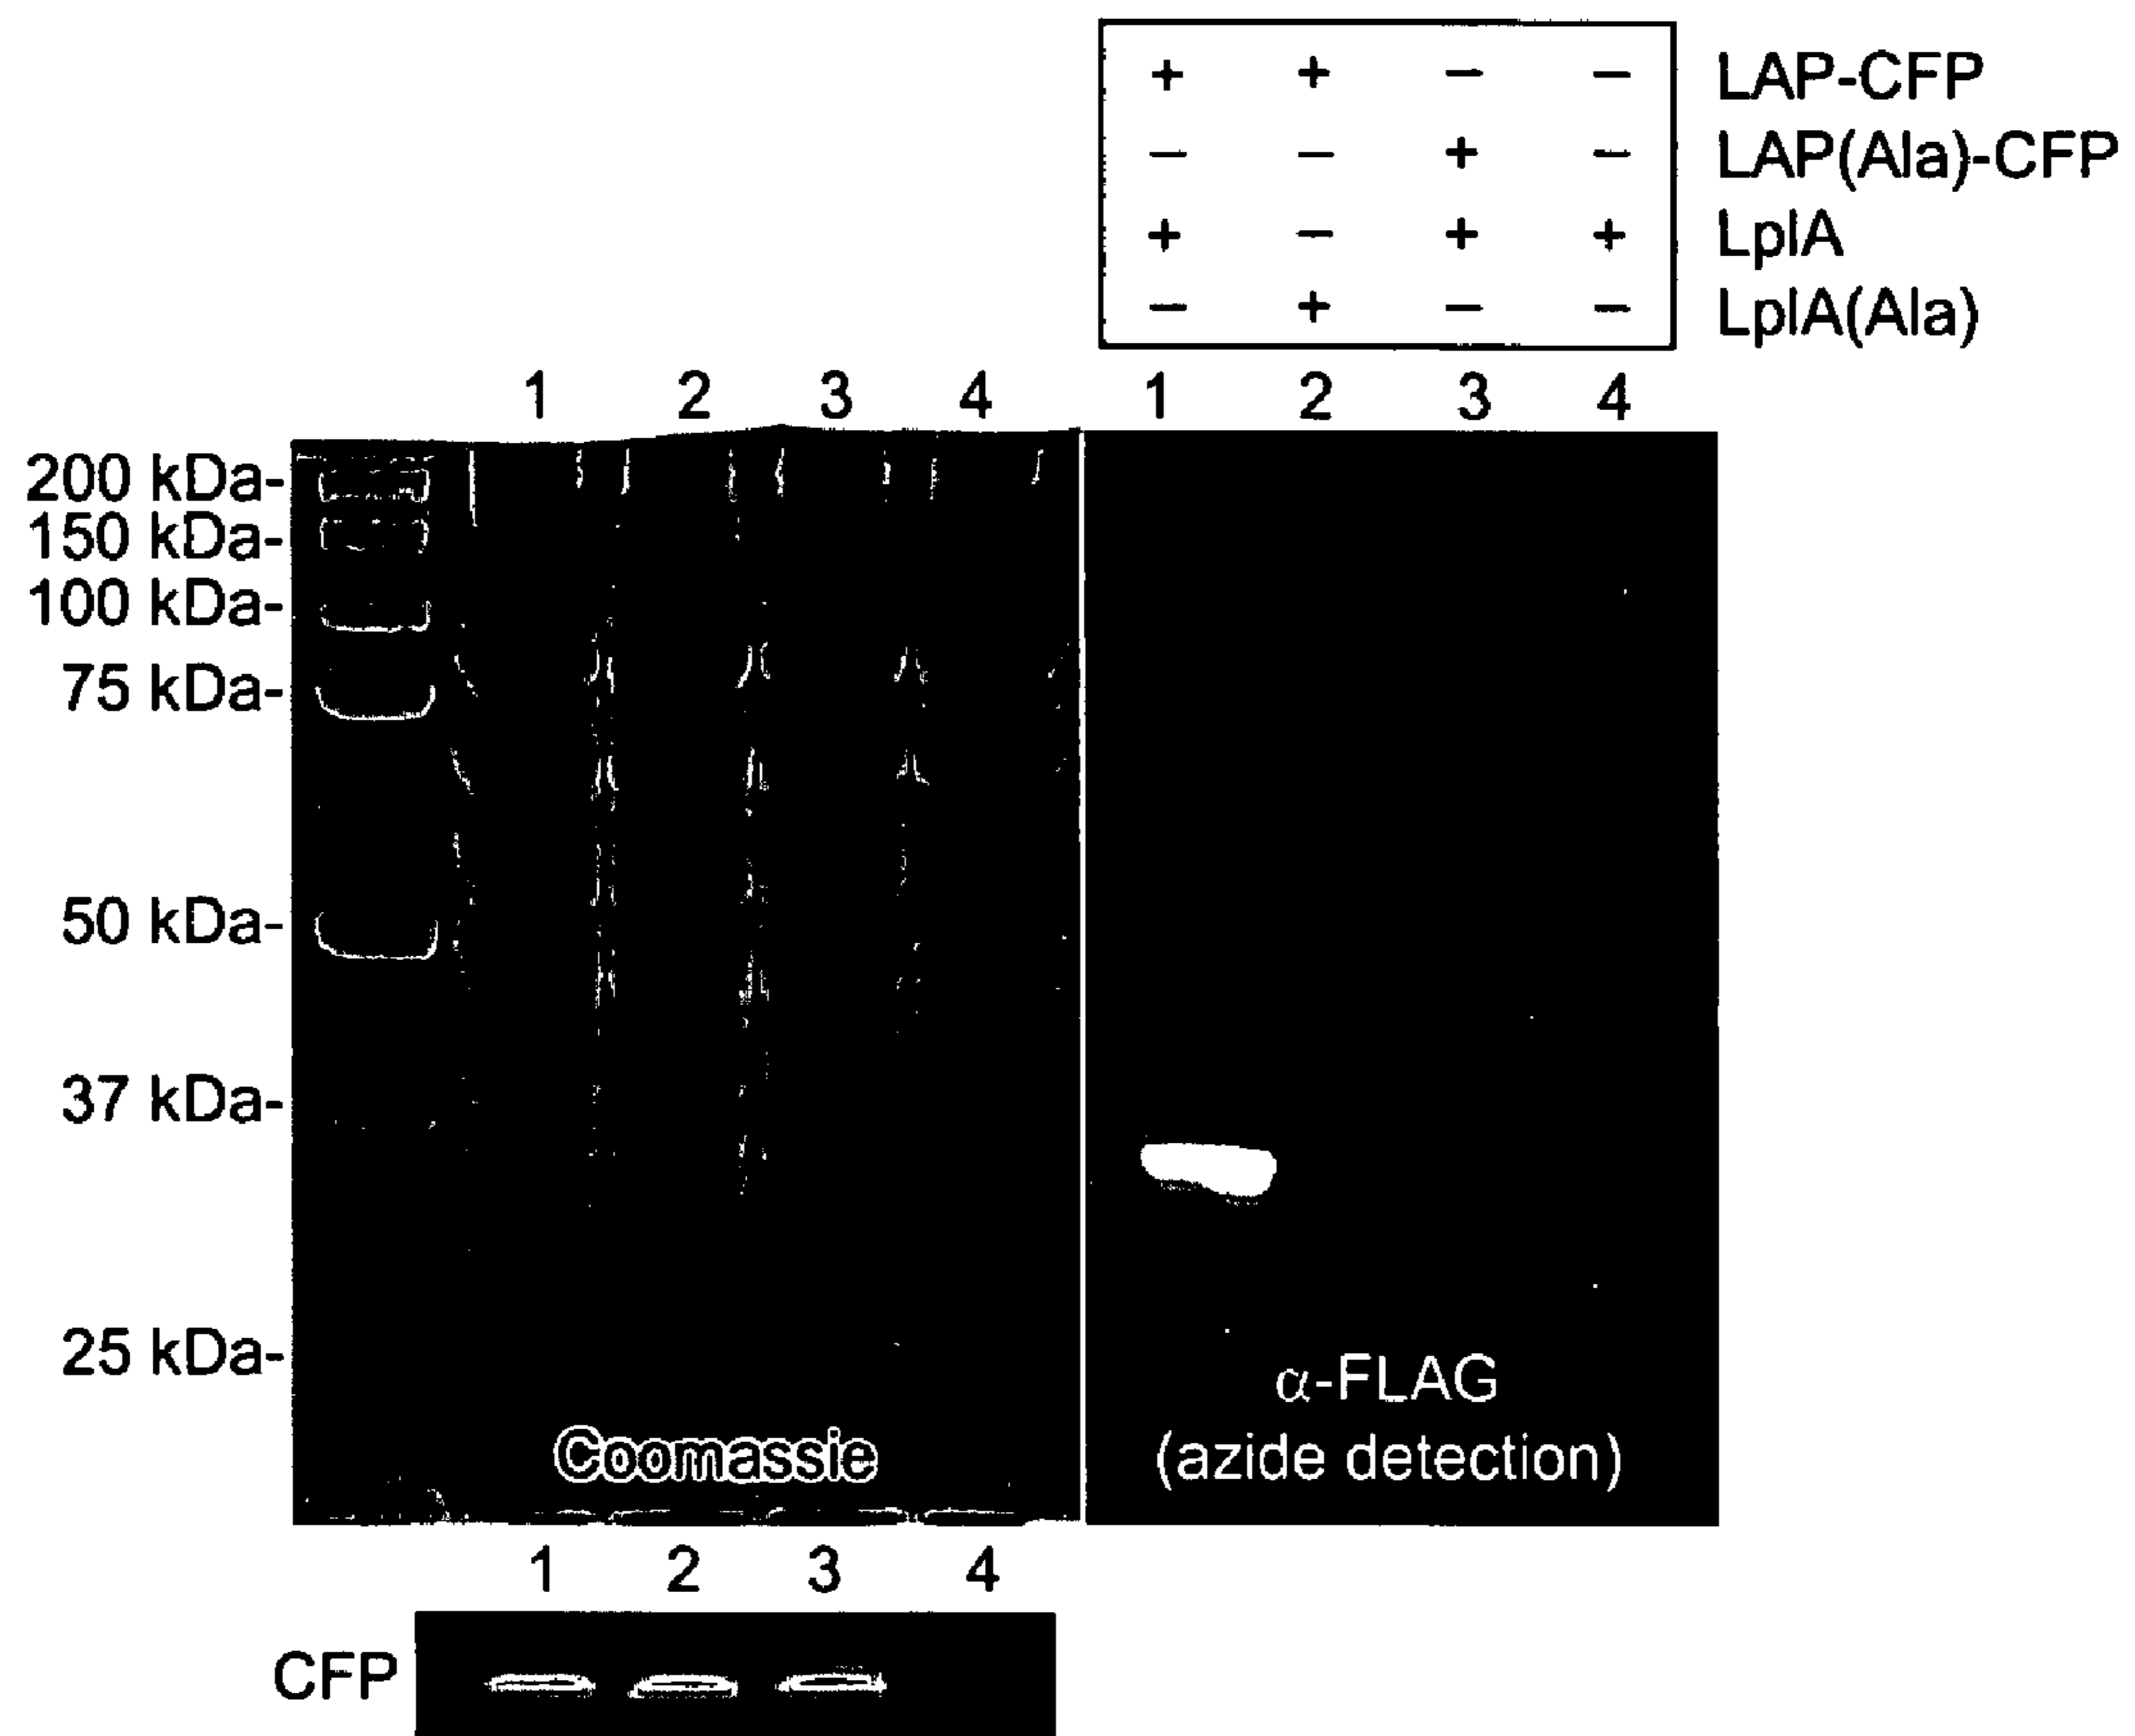 + + − − LAP-CFP
− − + − LAP(Ala)-CFP
+ − + + LplA
− + − − LplA(Ala)
1 2 3 4 1 2 3 4
200 kDa-
150 kDa-
100 kDa-
75 kDa-
50 kDa-
37 kDa-
25 kDa-
α-FLAG
Coomassie (azide detection)
1 2 3 4
CFP